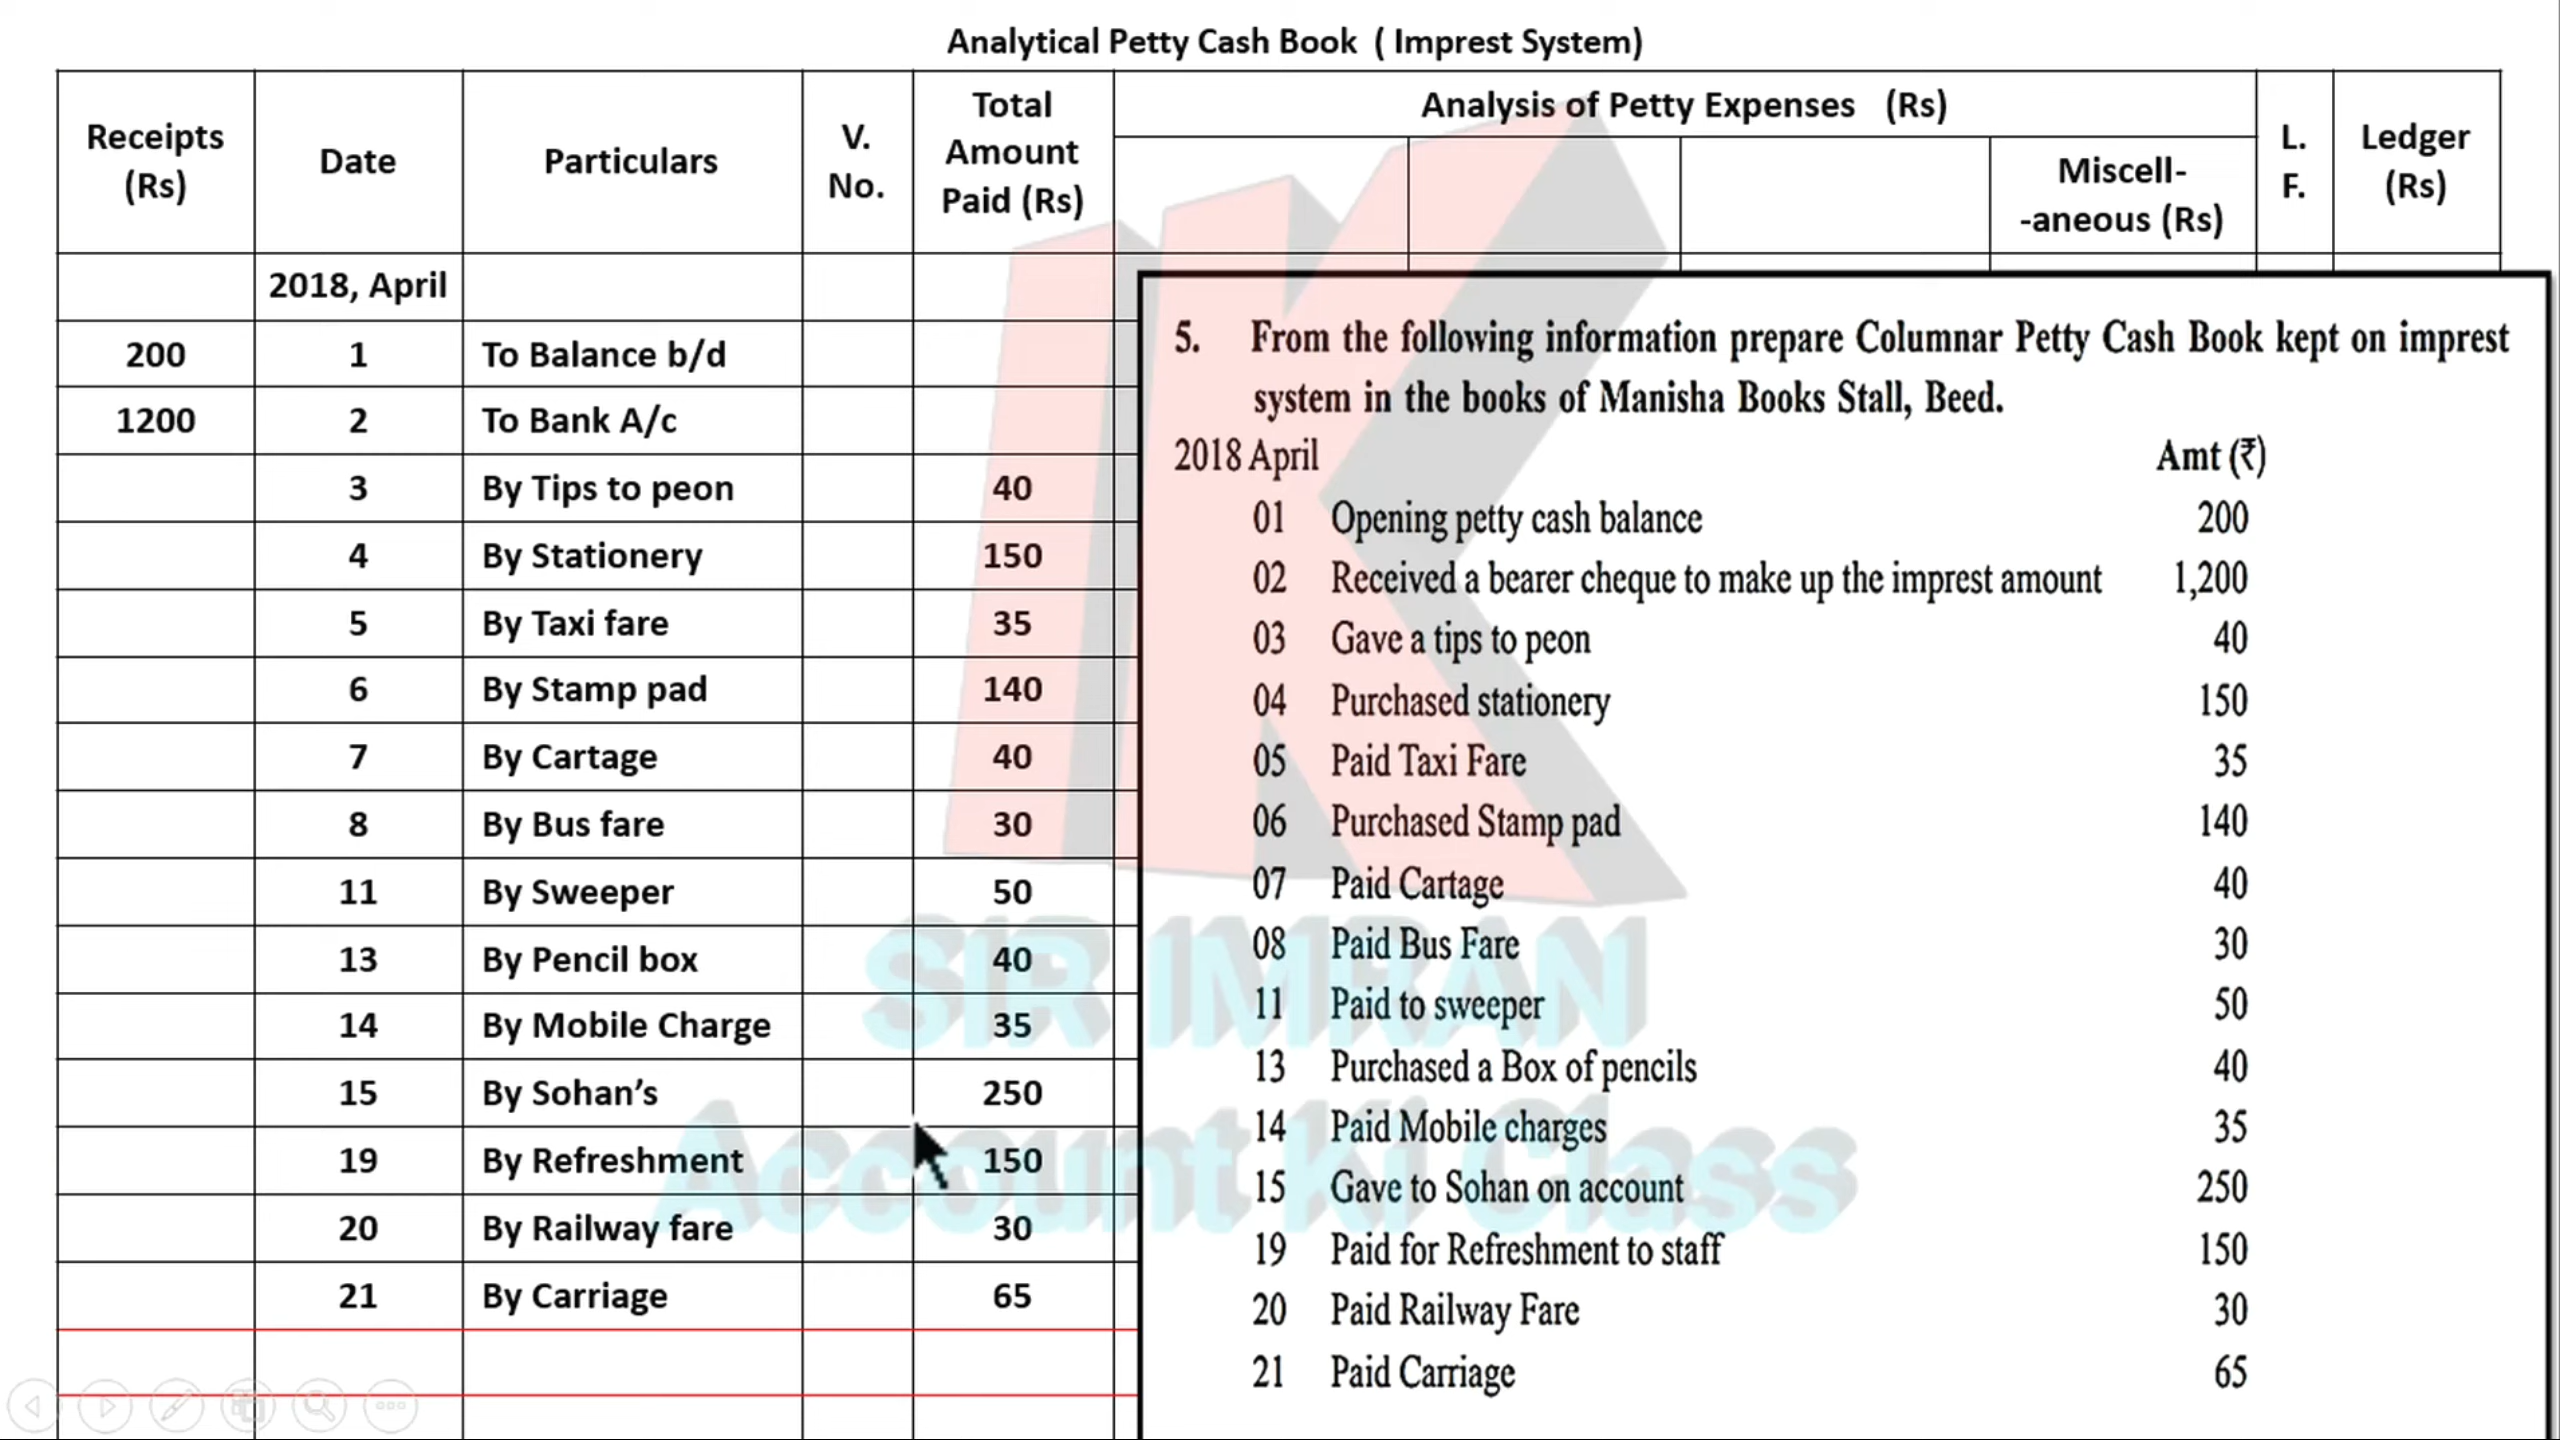 Analytical Petty Cash Book ( Imprest System)
Receipts
(Rs)
Date
Particulars
V.
No.
Total
Amount
Paid (Rs)
Analysis of Petty Expenses (Rs)
Miscell-
-aneous (Rs)
L.
F.
Ledger
(Rs)
2018, April
200 1 To Balance b/d
1200 2 To Bank A/c
3 By Tips to peon 40
4 By Stationery 150
5 By Taxi fare 35
6 By Stamp pad 140
7 By Cartage 40
8 By Bus fare 30
11 By Sweeper 50
13 By Pencil box 40
14 By Mobile Charge 35
15 By Sohan’s 250
19 By Refreshment 150
20 By Railway fare 30
21 By Carriage 65
5. From the following information prepare Columnar Petty Cash Book kept on imprest
system in the books of Manisha Books Stall, Beed.
2018 April Amt (₹)
01 Opening petty cash balance 200
02 Received a bearer cheque to make up the imprest amount 1,200
03 Gave a tips to peon 40
04 Purchased stationery 150
05 Paid Taxi Fare 35
06 Purchased Stamp pad 140
07 Paid Cartage 40
08 Paid Bus Fare 30
11 Paid to sweeper 50
13 Purchased a Box of pencils 40
14 Paid Mobile charges 35
15 Gave to Sohan on account 250
19 Paid for Refreshment to staff 150
20 Paid Railway Fare 30
21 Paid Carriage 65
SIR IMRAN
Account Ki Class